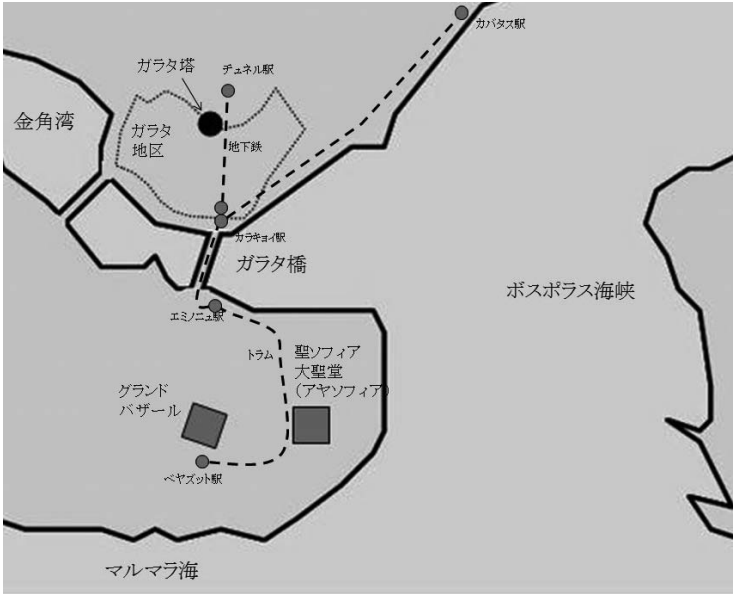 カバタス駅
ガラタ塔
チュネル駅
金角湾
ガラタ
地区
地下鉄
カラキョイ駅
ガラタ橋
ボスポラス海峡
エミノニュ駅
トラム
聖ソフィア
大聖堂
（アヤソフィア）
グランド
バザール
ベヤズット駅
マルマラ海